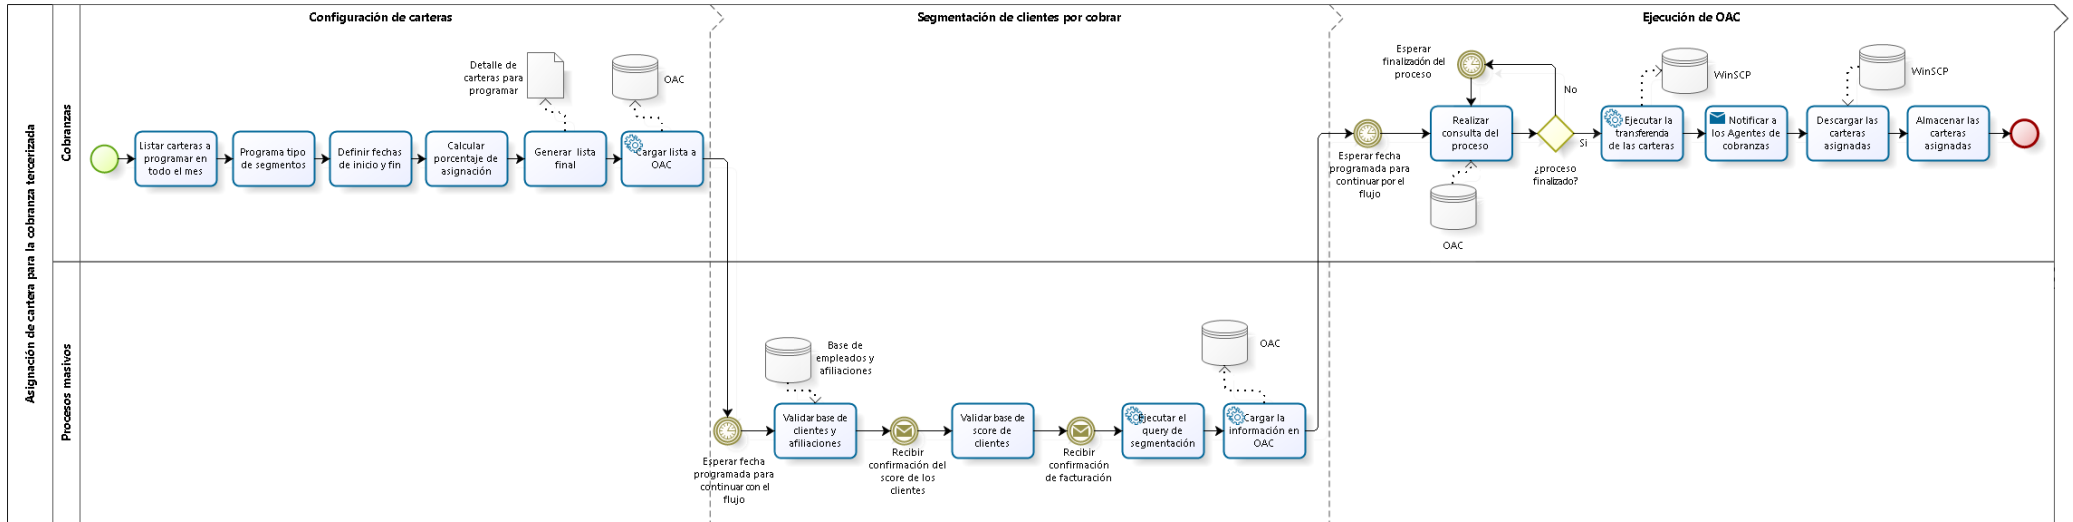 Asignación de cartera para la cobranza tercerizada
Cobranzas
Procesos masivos
Configuración de carteras
Segmentación de clientes por cobrar
Ejecución de OAC
Detalle de
carteras para
programar
OAC
Listar carteras a
programar en
todo el mes
Programa tipo
de segmentos
Definir fechas
de inicio y fin
Calcular
porcentaje de
asignación
Generar lista
final
Cargar lista a
OAC
Esperar fecha
programada para
continuar con el
flujo
Base de
empleados y
afiliaciones
Validar base de
clientes y
afiliaciones
Recibir
confirmación del
score de los
clientes
Validar base de
score de
clientes
Recibir
confirmación
de facturación
Ejecutar el
query de
segmentación
Cargar la
información en
OAC
OAC
Esperar fecha
programada para
continuar por el
flujo
Esperar
finalización del
proceso
Realizar
consulta del
proceso
OAC
¿proceso
finalizado?
No
Si
Ejecutar la
transferencia
de las carteras
WinSCP
Notificar a
los Agentes de
cobranzas
Descargar las
carteras
asignadas
WinSCP
Almacenar las
carteras
asignadas